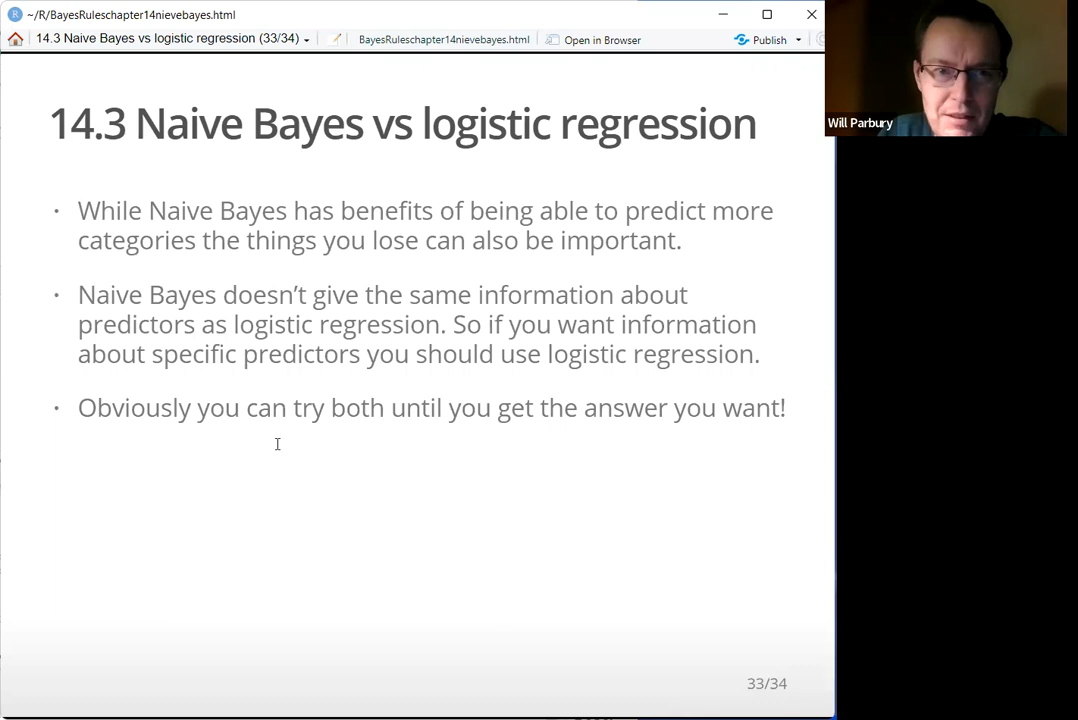 ~/R/BayesRuleschapter14nievebayes.html
14.3 Naive Bayes vs logistic regression (33/34)
BayesRuleschapter14nievebayes.html
Open in Browser
Publish
Will Parbury
14.3 Naive Bayes vs logistic regression
• While Naive Bayes has benefits of being able to predict more
categories the things you lose can also be important.
• Naive Bayes doesn’t give the same information about
predictors as logistic regression. So if you want information
about specific predictors you should use logistic regression.
• Obviously you can try both until you get the answer you want!
33/34